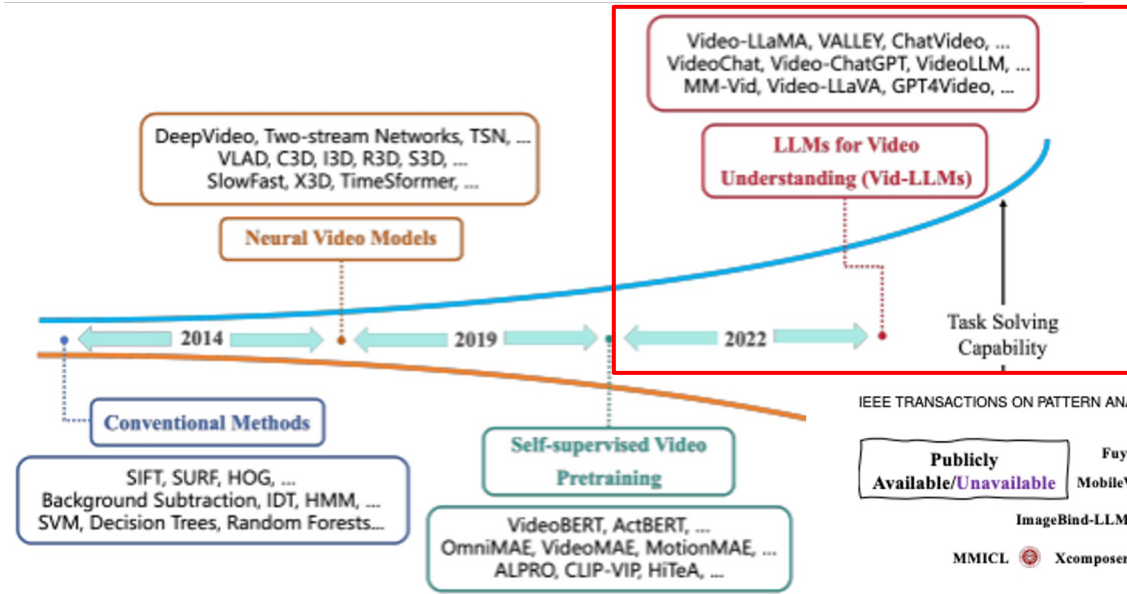 Video-LLaMA, VALLEY, ChatVideo, ...
VideoChat, Video-ChatGPT, VideoLLM, ...
MM-Vid, Video-LLaVA, GPT4Video, ...
LLMs for Video
Understanding (Vid-LLMs)
DeepVideo, Two-stream Networks, TSN, ...
VLAD, C3D, I3D, R3D, S3D, ...
SlowFast, X3D, TimeSformer, ...
Neural Video Models
2014
2019
2022
Task Solving
Capability
Conventional Methods
SIFT, SURF, HOG, ...
Background Subtraction, IDT, HMM, ...
SVM, Decision Trees, Random Forests...
Self-supervised Video
Pretraining
VideoBERT, ActBERT, ...
OmniMAE, VideoMAE, MotionMAE, ...
ALPRO, CLIP-VIP, HiTeA, ...
IEEE TRANSACTIONS ON PATTERN ANA
Publicly
Available/Unavailable
Fuy
MobileV
ImageBind-LLM
MMICL Xcomposer